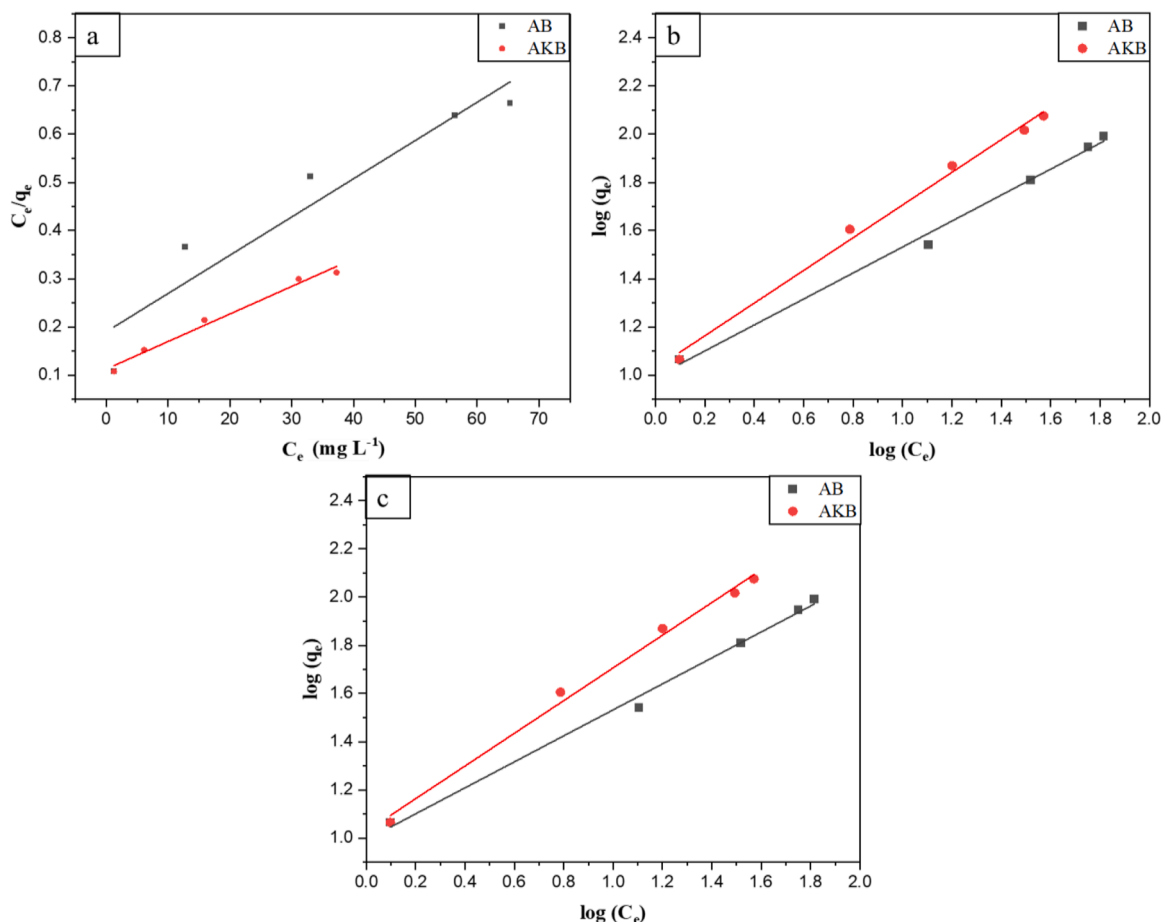 a
AB
AKB
0.8
0.7
0.6
0.5
0.4
0.3
0.2
0.1
Ce/qe
0 10 20 30 40 50 60 70
Ce (mg L-1)
b
AB
AKB
2.4
2.2
2.0
1.8
1.6
1.4
1.2
1.0
log (qe)
0.0 0.2 0.4 0.6 0.8 1.0 1.2 1.4 1.6 1.8 2.0
log (Ce)
c
AB
AKB
2.4
2.2
2.0
1.8
1.6
1.4
1.2
1.0
log (qe)
0.0 0.2 0.4 0.6 0.8 1.0 1.2 1.4 1.6 1.8 2.0
log (Ce)